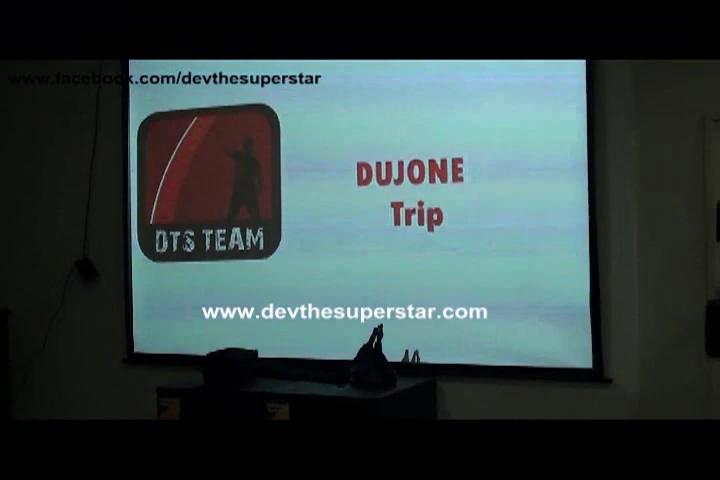 www.facebook.com/devthesuperstar
DUJONE
Trip
DTS TEAM
www.devthesuperstar.com